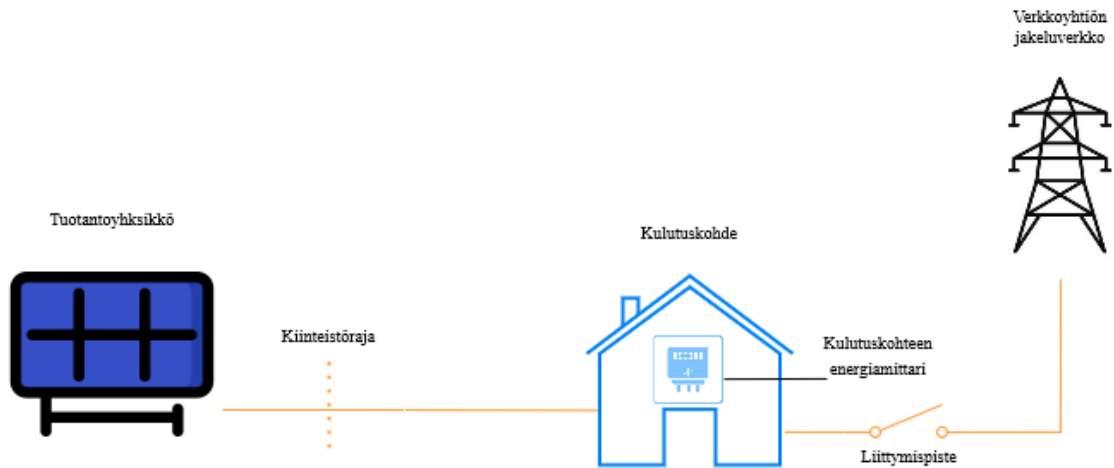 Verkkoyhtiön
jakeluverkko
Tuotantoyhksikkö
Kulutuskohde
Kiinteistöraja
Kulutuskohteen
energiamittari
Liittymispiste